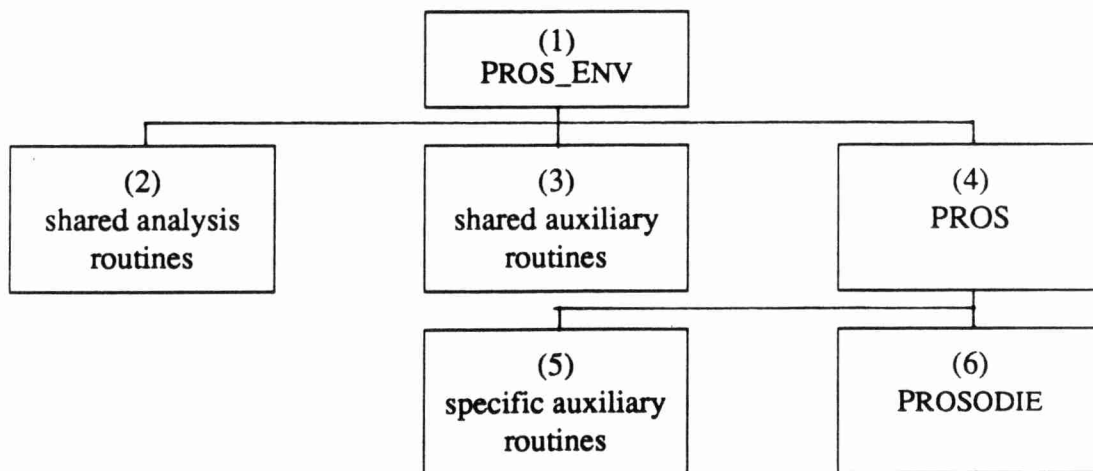 (1)
PROS_ENV
(2)
shared analysis
routines
(3)
shared auxiliary
routines
(4)
PROS
(5)
specific auxiliary
routines
(6)
PROSODIE